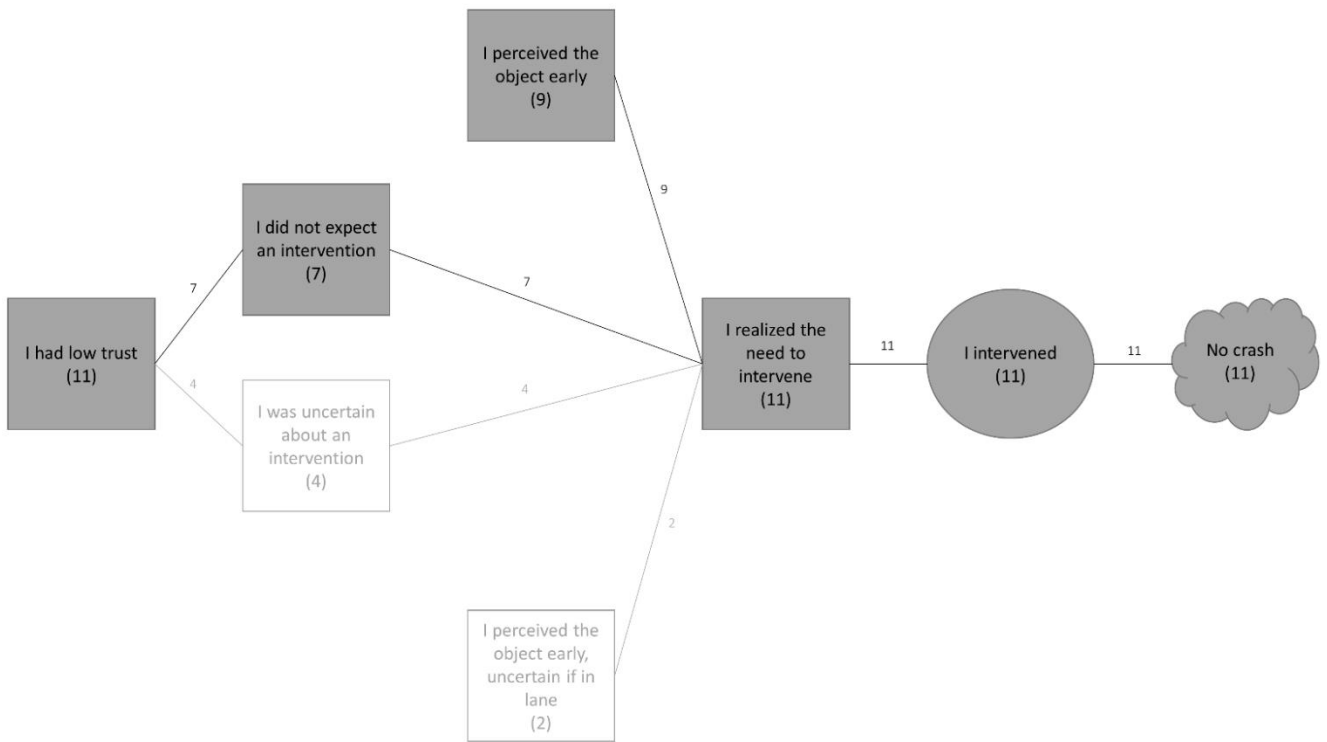 I perceived the
object early
(9)
9
I did not expect
an intervention
(7)
7
7
I had low trust
(11)
4
I was uncertain
about an
intervention
(4)
4
I realized the
need to
intervene
(11)
11
I intervened
(11)
11
No crash
(11)
2
I perceived the
object early,
uncertain if in
lane
(2)